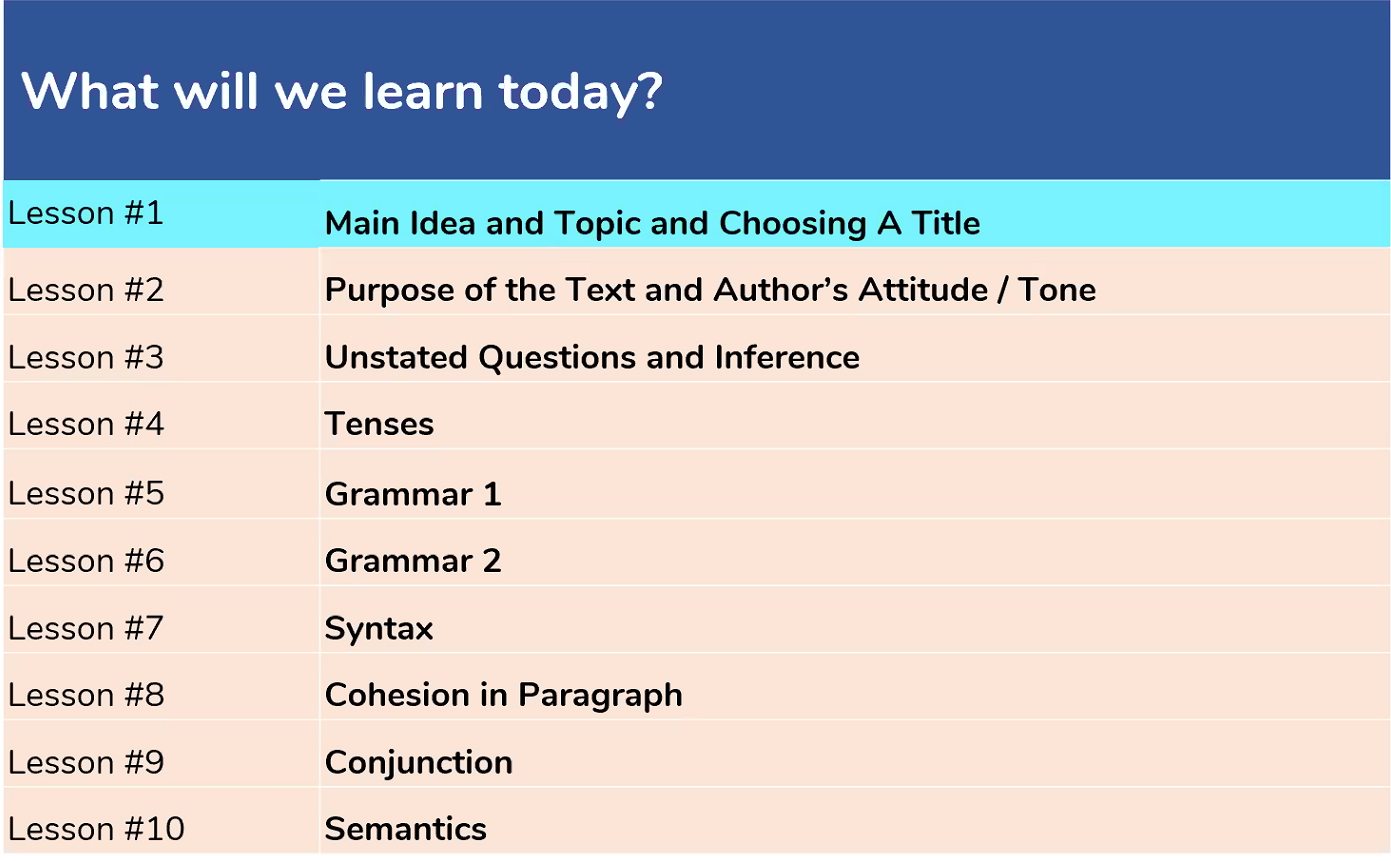 What will we learn today?
Lesson #1 Main Idea and Topic and Choosing A Title
Lesson #2 Purpose of the Text and Author’s Attitude / Tone
Lesson #3 Unstated Questions and Inference
Lesson #4 Tenses
Lesson #5 Grammar 1
Lesson #6 Grammar 2
Lesson #7 Syntax
Lesson #8 Cohesion in Paragraph
Lesson #9 Conjunction
Lesson #10 Semantics